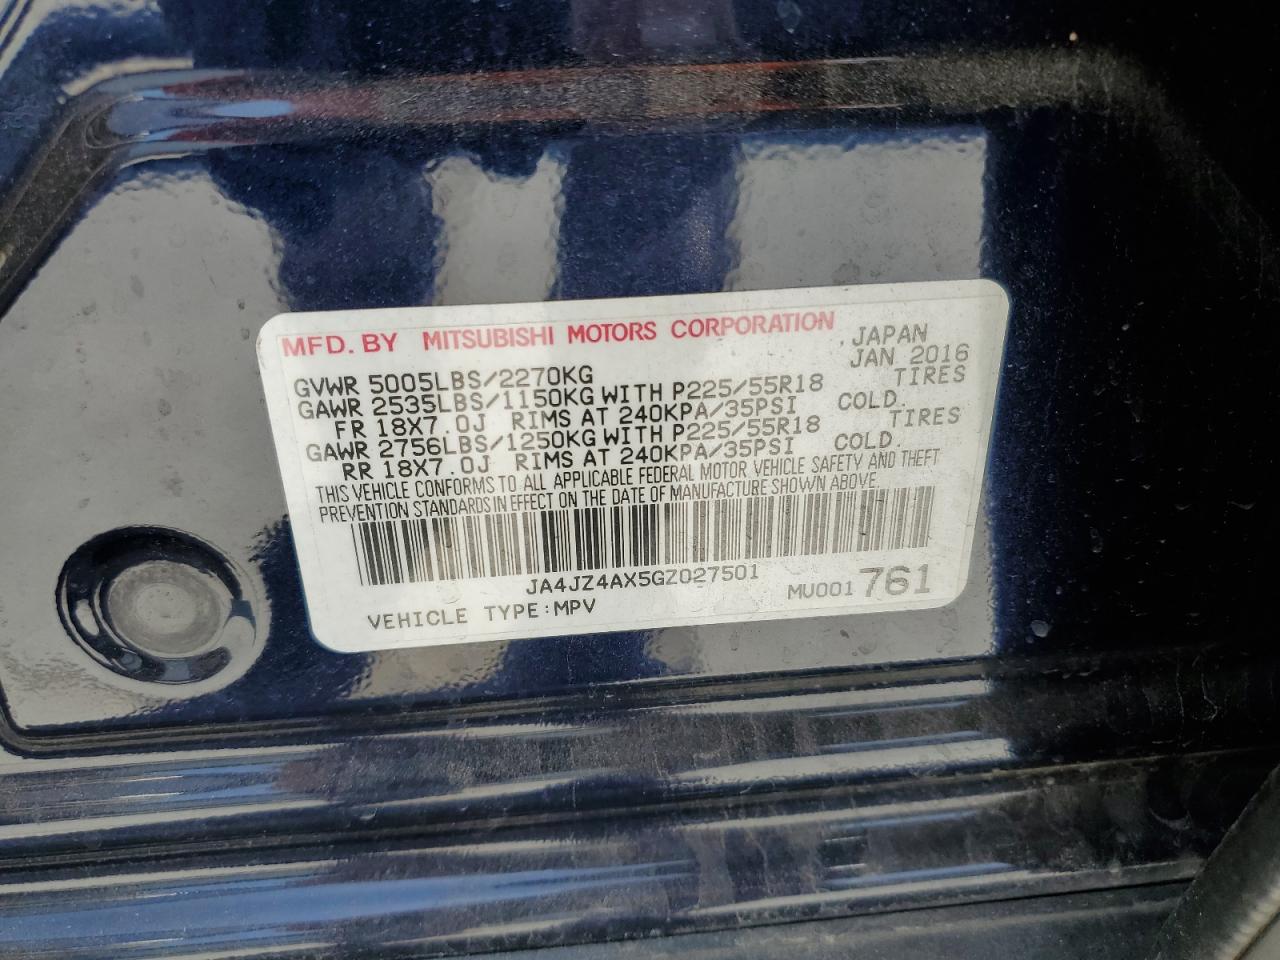 MFD. BY MITSUBISHI MOTORS CORPORATION , JAPAN
JAN 2016
GVWR 5005LBS/2270KG
GAWR 2535LBS/1150KG WITH P225/55R18 TIRES
FR 18X7.0J RIMS AT 240KPA/35PSI COLD.
GAWR 2756LBS/1250KG WITH P225/55R18 TIRES
RR 18X7.0J RIMS AT 240KPA/35PSI COLD.
THIS VEHICLE CONFORMS TO ALL APPLICABLE FEDERAL MOTOR VEHICLE SAFETY AND THEFT
PREVENTION STANDARDS IN EFFECT ON THE DATE OF MANUFACTURE SHOWN ABOVE.
JA4JZ4AX5GZ027501
VEHICLE TYPE:MPV MU001761